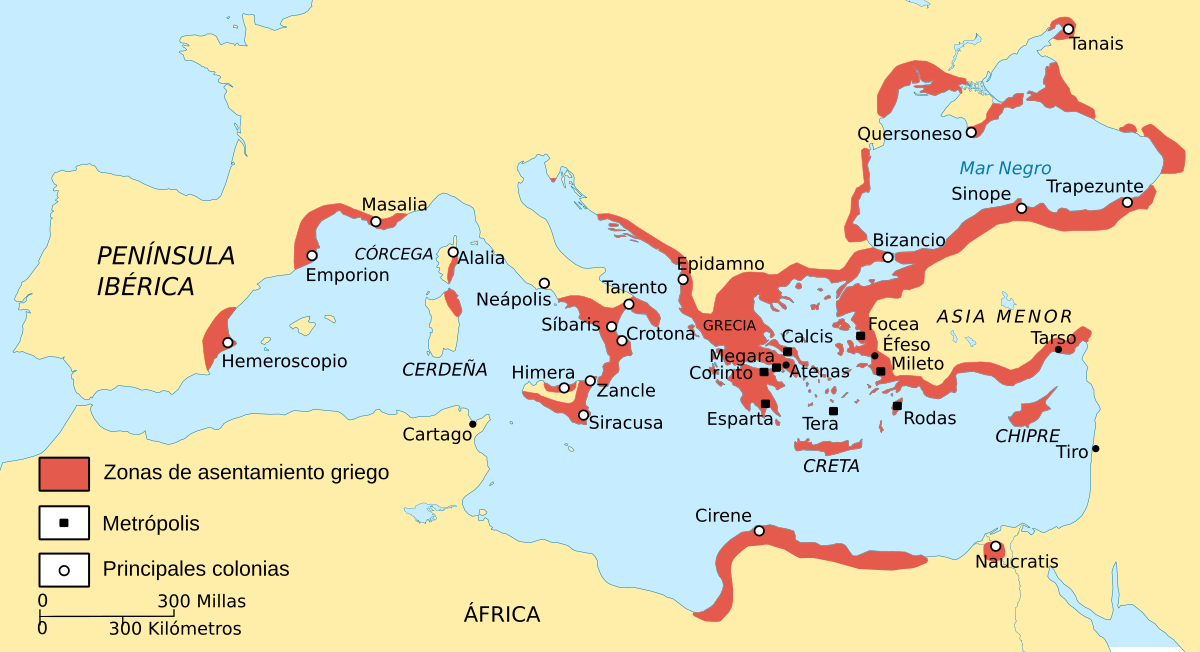 Tanais
Quersoneso
Mar Negro
Sinope
Trapezunte
Masalia
Bizancio
PENÍNSULA
IBÉRICA
CÓRCEGA
Alalia
Emporion
Epidamno
Neápolis
Tarento
Síbaris
Crotona
GRECIA
ASIA MENOR
Focea
Calcis
Éfeso
Tarso
Hemeroscopio
Megara
Mileto
CERDEÑA
Himera
Corinto
Atenas
Zancle
Siracusa
Esparta
Tera
Rodas
Cartago
CHIPRE
Tiro
CRETA
Zonas de asentamiento griego
Metrópolis
Cirene
Principales colonias
Naucratis
0 300 Millas
ÁFRICA
0 300 Kilómetros